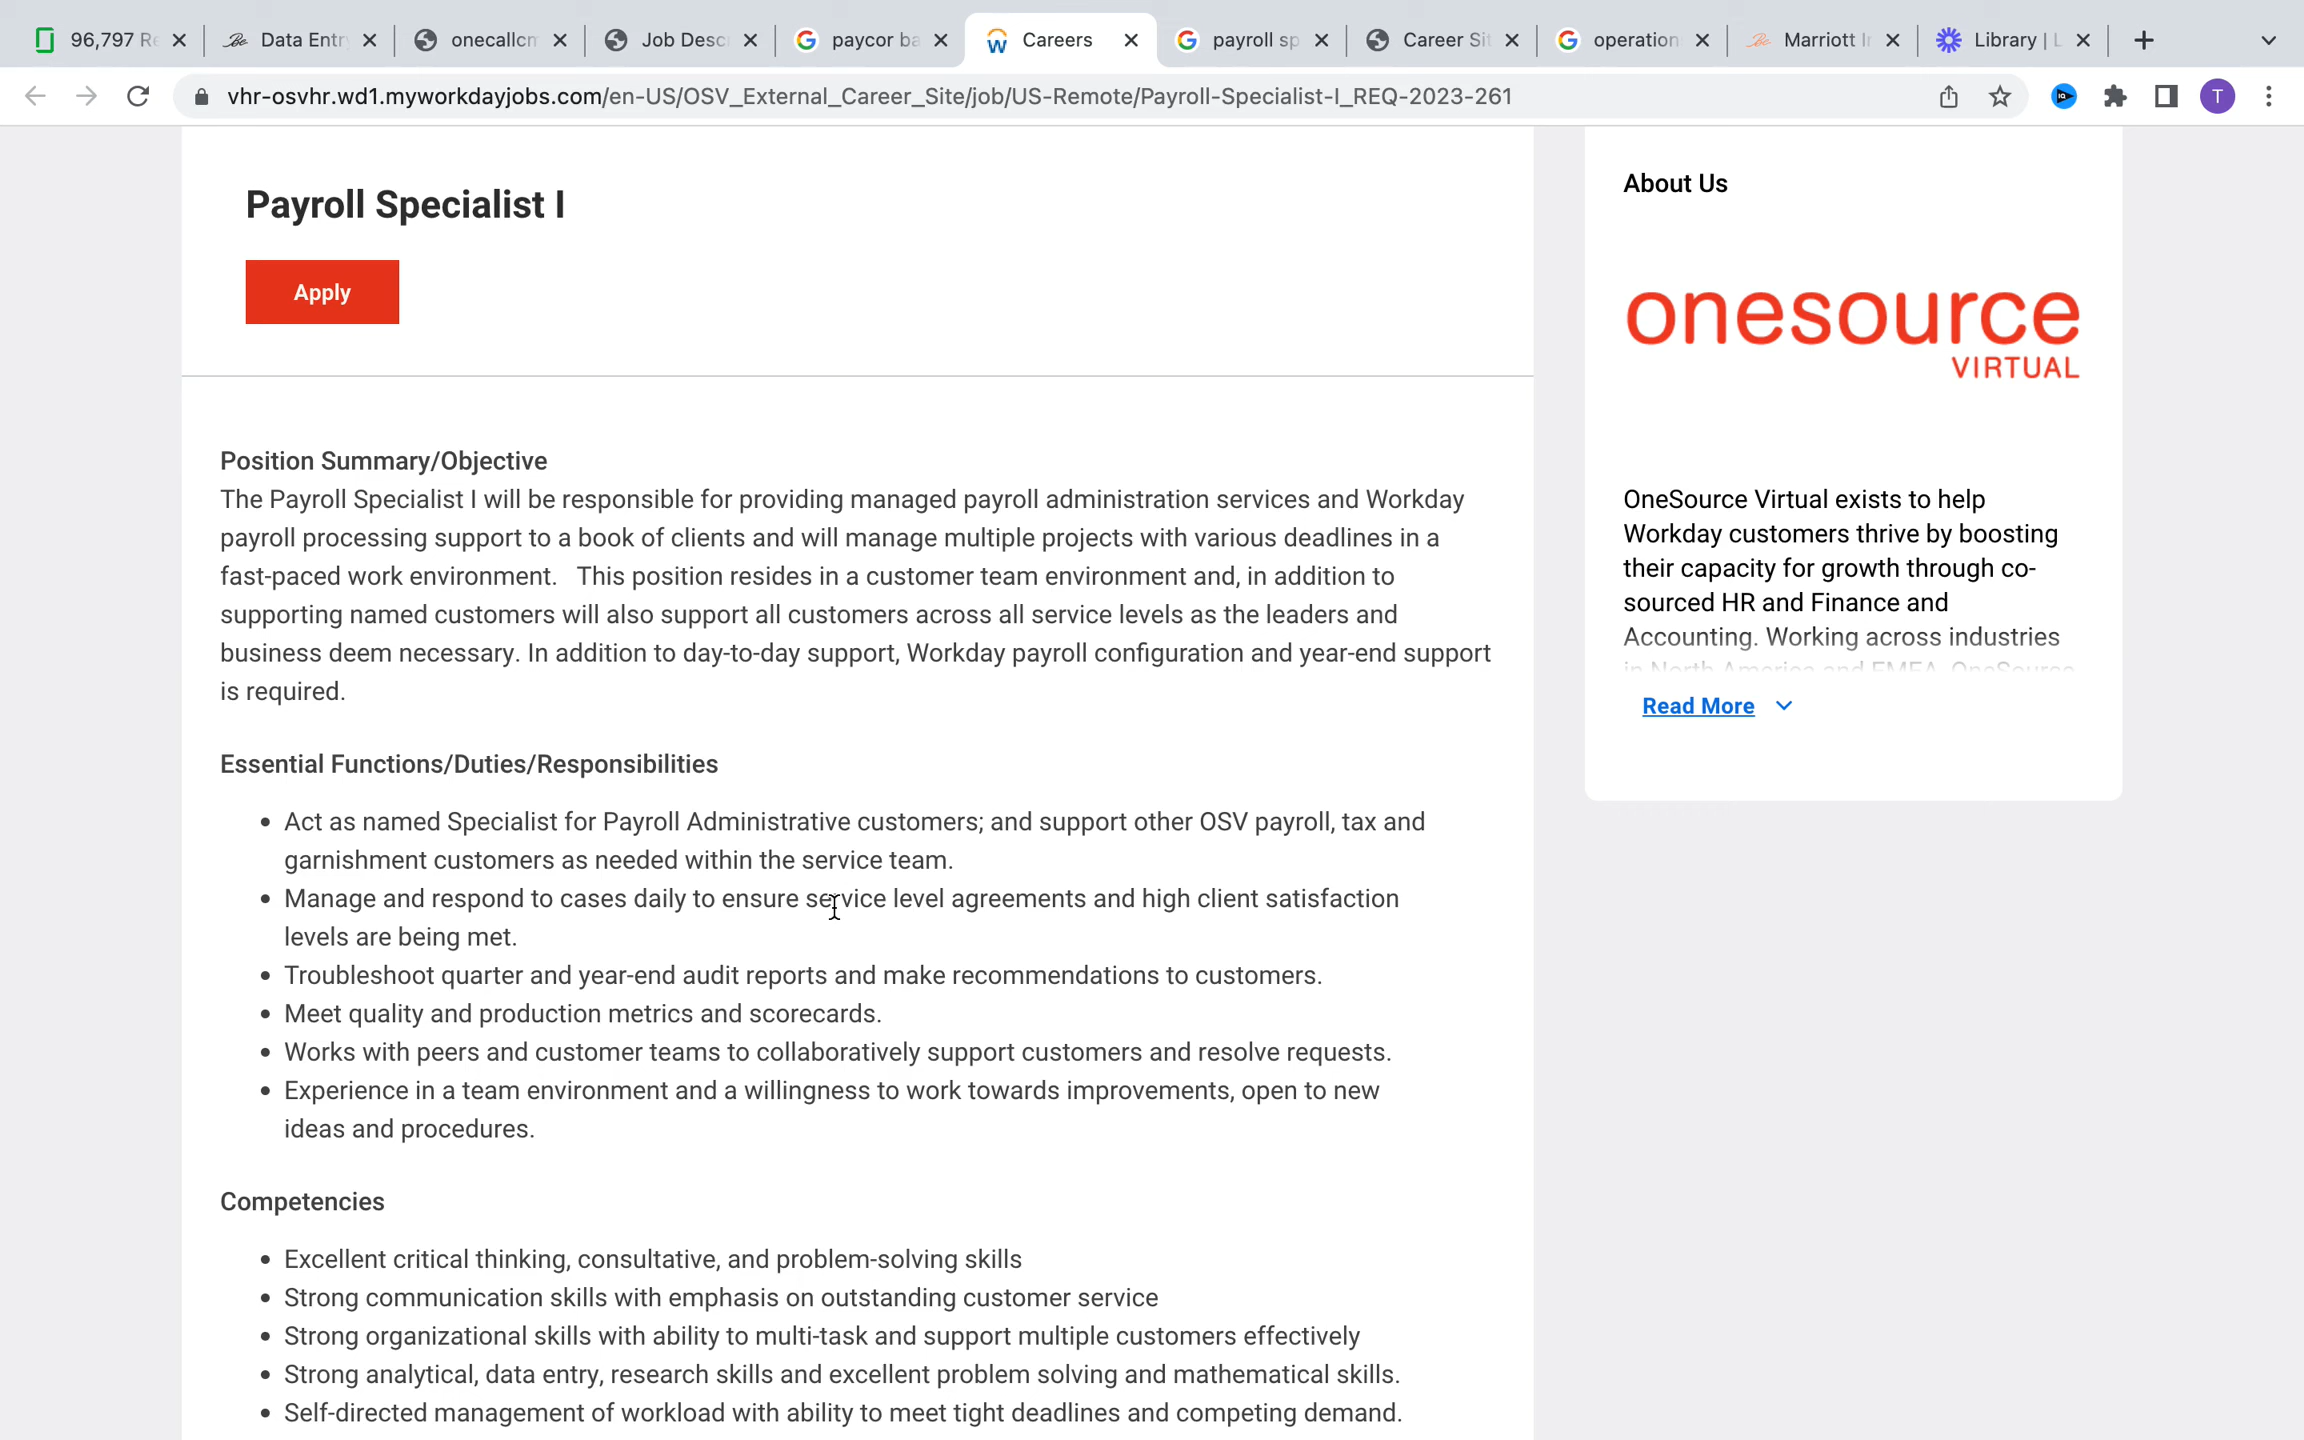 96,797 Re
Data Entr
onecallcm
Job Desc
paycor ba
Careers
payroll sp
Career Sit
operation
Marriott I
Library | L
vhr-osvhr.wd1.myworkdayjobs.com/en-US/OSV_External_Career_Site/job/US-Remote/Payroll-Specialist-I_REQ-2023-261
T
Payroll Specialist I
Apply
Position Summary/Objective
The Payroll Specialist I will be responsible for providing managed payroll administration services and Workday
payroll processing support to a book of clients and will manage multiple projects with various deadlines in a
fast-paced work environment.   This position resides in a customer team environment and, in addition to
supporting named customers will also support all customers across all service levels as the leaders and
business deem necessary. In addition to day-to-day support, Workday payroll configuration and year-end support
is required.
Essential Functions/Duties/Responsibilities
• Act as named Specialist for Payroll Administrative customers; and support other OSV payroll, tax and
garnishment customers as needed within the service team.
• Manage and respond to cases daily to ensure service level agreements and high client satisfaction
levels are being met.
• Troubleshoot quarter and year-end audit reports and make recommendations to customers.
• Meet quality and production metrics and scorecards.
• Works with peers and customer teams to collaboratively support customers and resolve requests.
• Experience in a team environment and a willingness to work towards improvements, open to new
ideas and procedures.
Competencies
• Excellent critical thinking, consultative, and problem-solving skills
• Strong communication skills with emphasis on outstanding customer service
• Strong organizational skills with ability to multi-task and support multiple customers effectively
• Strong analytical, data entry, research skills and excellent problem solving and mathematical skills.
• Self-directed management of workload with ability to meet tight deadlines and competing demand.
About Us
onesource
VIRTUAL
OneSource Virtual exists to help
Workday customers thrive by boosting
their capacity for growth through co-
sourced HR and Finance and
Accounting. Working across industries
in North America and EMEA, OneSource
Read More